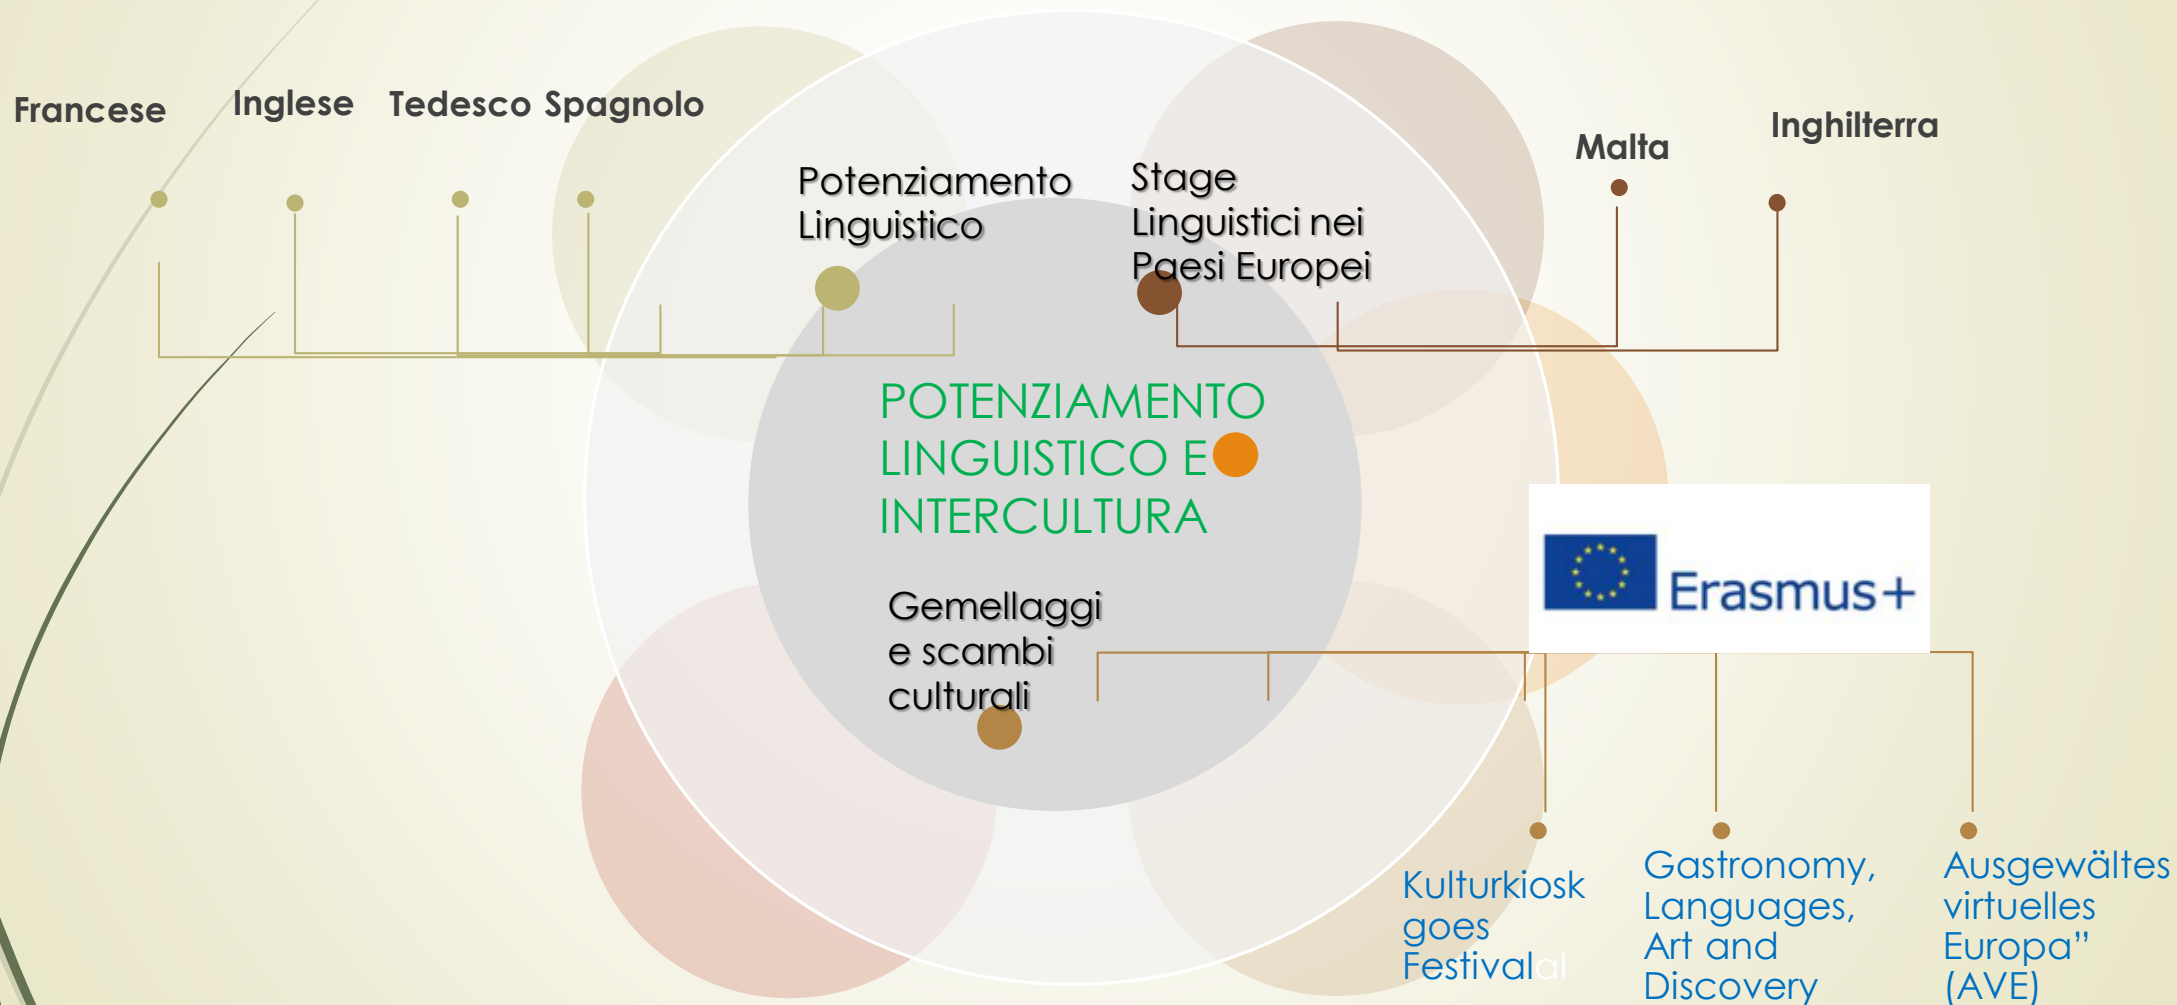 Francese
Inglese
Tedesco
Spagnolo
Malta
Inghilterra
Potenziamento
Linguistico
Stage
Linguistici nei
Paesi Europei
POTENZIAMENTO
LINGUISTICO E
INTERCULTURA
Erasmus+
Gemellaggi
e scambi
culturali
Kulturkiosk
goes
Festivalal
Gastronomy,
Languages,
Art and
Discovery
Ausgewältes
virtuelles
Europa”
(AVE)